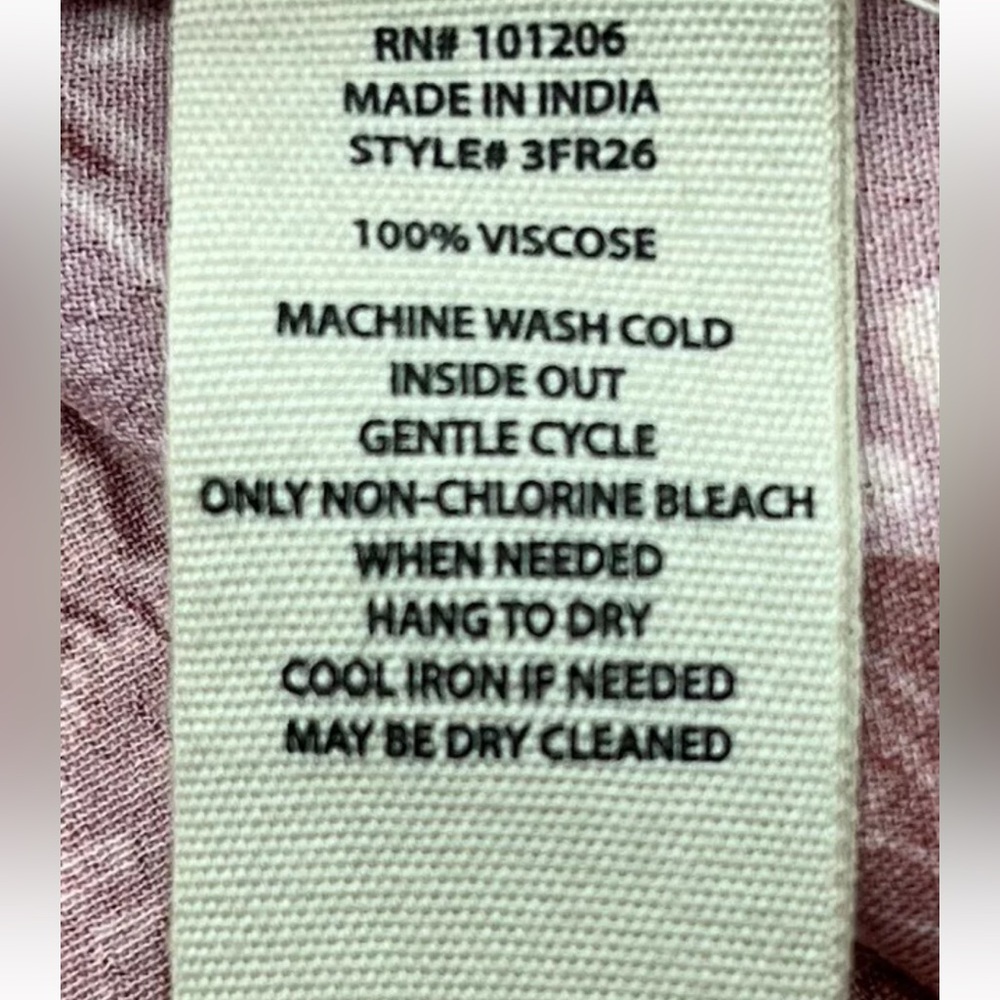 RN# 101206
MADE IN INDIA
STYLE# 3FR26
100% VISCOSE
MACHINE WASH COLD
INSIDE OUT
GENTLE CYCLE
ONLY NON-CHLORINE BLEACH
WHEN NEEDED
HANG TO DRY
COOL IRON IF NEEDED
MAY BE DRY CLEANED